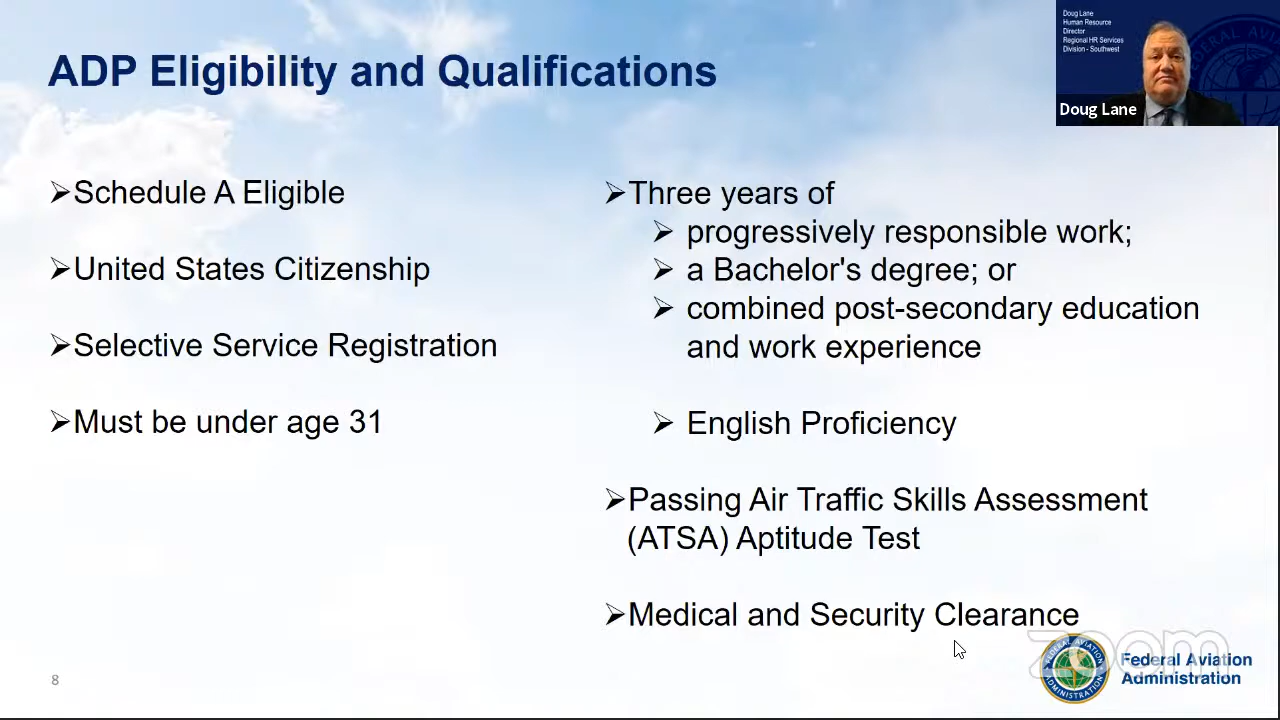 ADP Eligibility and Qualifications
Doug Lane
Human Resource
Director
Regional HR Services
Division - Southwest
Doug Lane
➢Schedule A Eligible
➢United States Citizenship
➢Selective Service Registration
➢Must be under age 31
➢Three years of
➢ progressively responsible work;
➢ a Bachelor's degree; or
➢ combined post-secondary education
and work experience
➢ English Proficiency
➢Passing Air Traffic Skills Assessment
(ATSA) Aptitude Test
➢Medical and Security Clearance
zoom
Federal Aviation
Administration
8